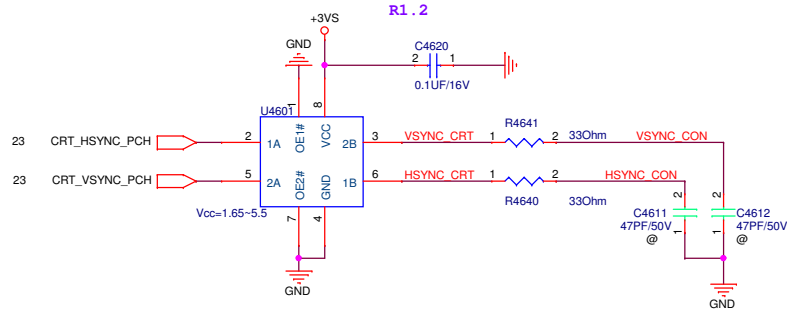 R1.2
+3VS
GND
C4620
2 1
0.1UF/16V
U4601
1 8
OE1# VCC
23 CRT_HSYNC_PCH 2 1A 2B 3 VSYNC_CRT 1 R4641 2 33Ohm VSYNC_CON
23 CRT_VSYNC_PCH 5 2A 1B 6 HSYNC_CRT 1 R4640 2 33Ohm HSYNC_CON
OE2# GND
7 4
Vcc=1.65~5.5
2 2
C4611 C4612
47PF/50V 47PF/50V
1 1
@ @
GND
GND